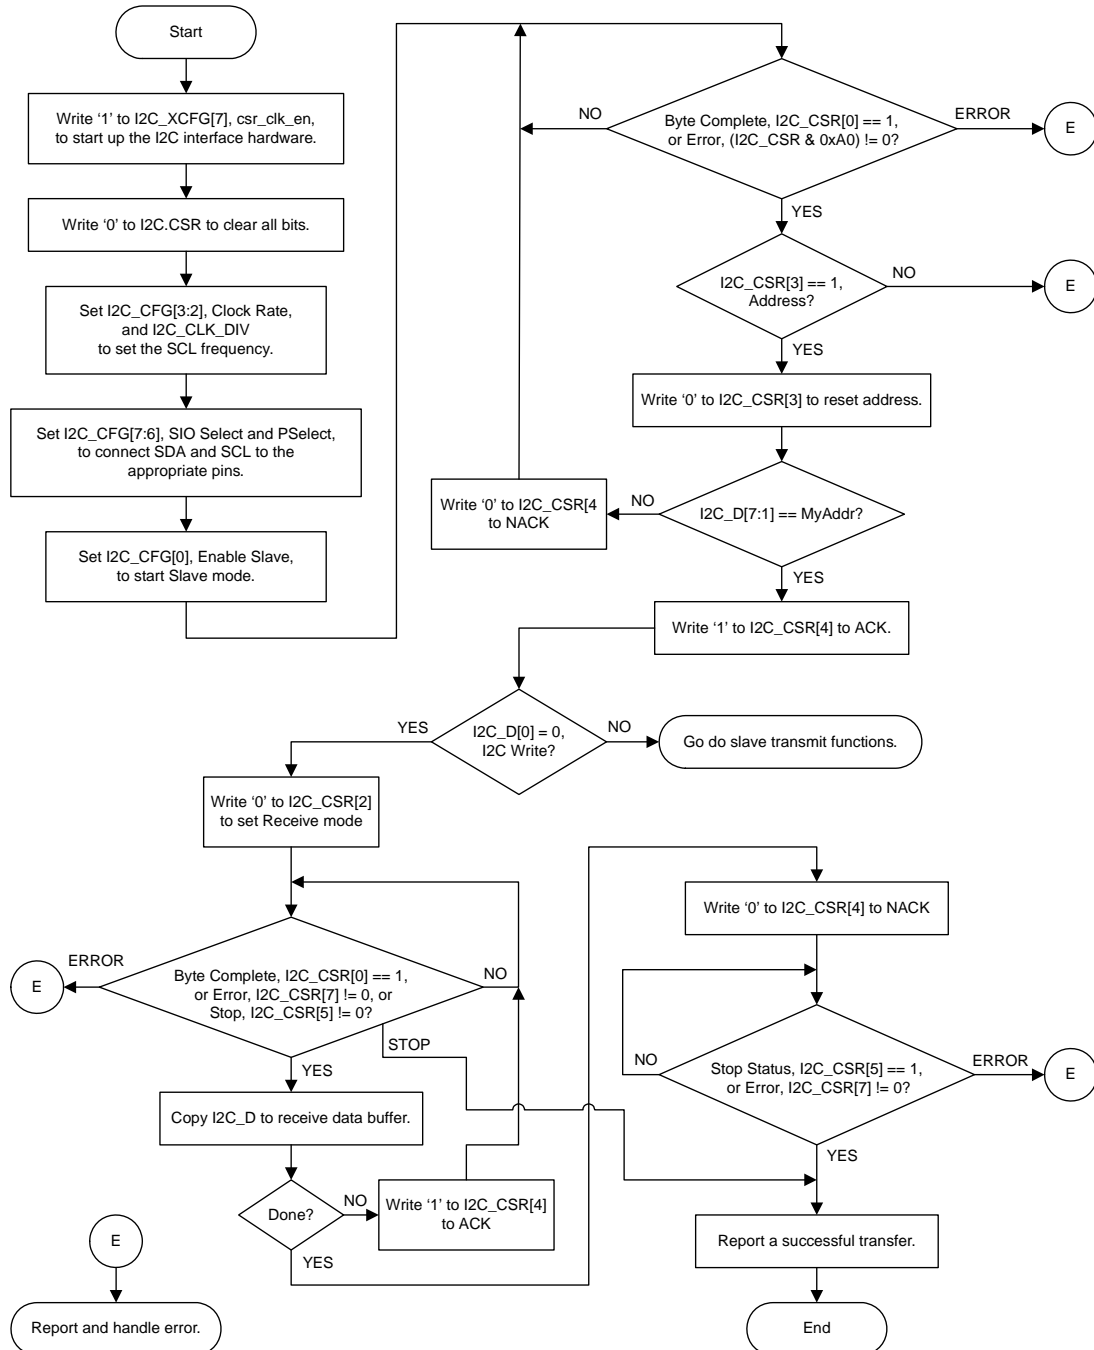 Start
Write ‘1’ to I2C_XCFG[7], csr_clk_en,
to start up the I2C interface hardware.
Write ‘0’ to I2C.CSR to clear all bits.
Set I2C_CFG[3:2], Clock Rate,
and I2C_CLK_DIV
to set the SCL frequency.
Set I2C_CFG[7:6], SIO Select and PSelect,
to connect SDA and SCL to the
appropriate pins.
Set I2C_CFG[0], Enable Slave,
to start Slave mode.
Byte Complete, I2C_CSR[0] == 1,
or Error, (I2C_CSR & 0xA0) != 0?
NO
ERROR
E
YES
I2C_CSR[3] == 1,
Address?
NO
E
YES
Write ‘0’ to I2C_CSR[3] to reset address.
I2C_D[7:1] == MyAddr?
NO
Write ‘0’ to I2C_CSR[4
to NACK
YES
Write ‘1’ to I2C_CSR[4] to ACK.
I2C_D[0] = 0,
I2C Write?
YES
NO
Go do slave transmit functions.
Write ‘0’ to I2C_CSR[2]
to set Receive mode
Byte Complete, I2C_CSR[0] == 1,
or Error, I2C_CSR[7] != 0, or
Stop, I2C_CSR[5] != 0?
ERROR
E
NO
STOP
YES
Copy I2C_D to receive data buffer.
Done?
NO
Write ‘1’ to I2C_CSR[4]
to ACK
YES
Write ‘0’ to I2C_CSR[4] to NACK
Stop Status, I2C_CSR[5] == 1,
or Error, I2C_CSR[7] != 0?
NO
ERROR
E
YES
Report a successful transfer.
End
E
Report and handle error.